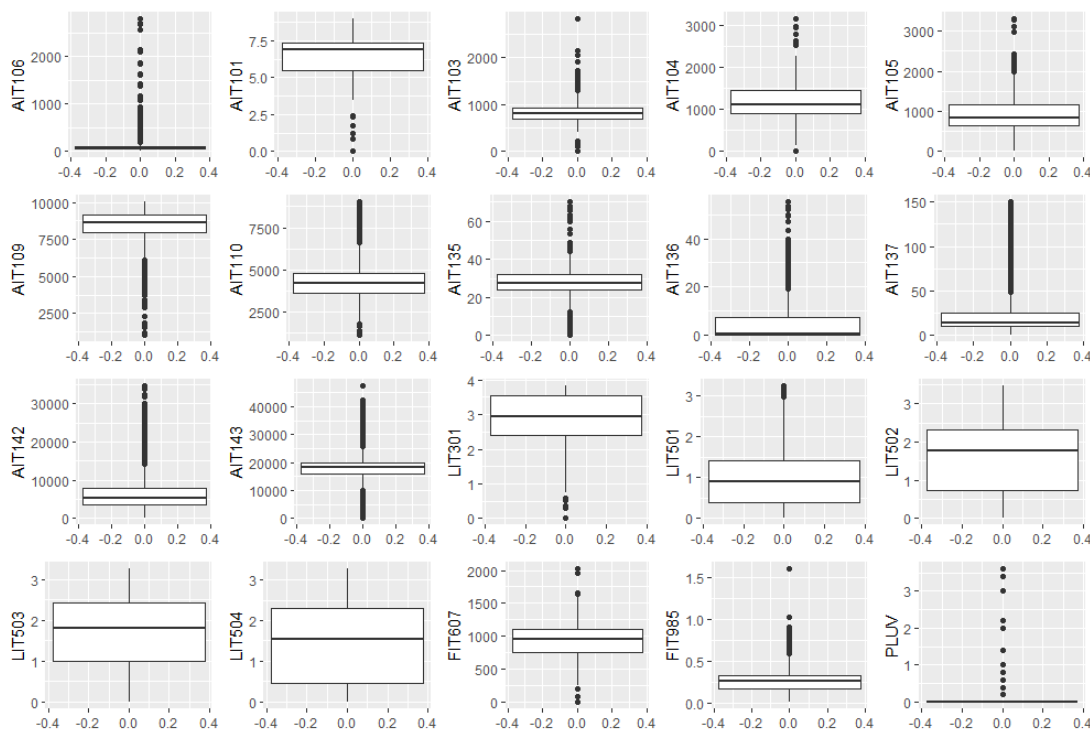 AIT106
2000
1000
0
-0.4 -0.2 0.0 0.2 0.4
AIT101
7.5
5.0
2.5
0.0
-0.4 -0.2 0.0 0.2 0.4
AIT103
2000
1000
0
-0.4 -0.2 0.0 0.2 0.4
AIT104
3000
2000
1000
0
-0.4 -0.2 0.0 0.2 0.4
AIT105
3000
2000
1000
0
-0.4 -0.2 0.0 0.2 0.4
AIT109
10000
7500
5000
2500
-0.4 -0.2 0.0 0.2 0.4
AIT110
7500
5000
2500
-0.4 -0.2 0.0 0.2 0.4
AIT135
60
40
20
0
-0.4 -0.2 0.0 0.2 0.4
AIT136
40
20
0
-0.4 -0.2 0.0 0.2 0.4
AIT137
150
100
50
0
-0.4 -0.2 0.0 0.2 0.4
AIT142
30000
20000
10000
0
-0.4 -0.2 0.0 0.2 0.4
AIT143
40000
30000
20000
10000
0
-0.4 -0.2 0.0 0.2 0.4
LIT301
4
3
2
1
0
-0.4 -0.2 0.0 0.2 0.4
LIT501
3
2
1
0
-0.4 -0.2 0.0 0.2 0.4
LIT502
3
2
1
0
-0.4 -0.2 0.0 0.2 0.4
LIT503
3
2
1
0
-0.4 -0.2 0.0 0.2 0.4
LIT504
3
2
1
0
-0.4 -0.2 0.0 0.2 0.4
FIT607
2000
1500
1000
500
0
-0.4 -0.2 0.0 0.2 0.4
FIT985
1.5
1.0
0.5
0.0
-0.4 -0.2 0.0 0.2 0.4
PLUV
3
2
1
0
-0.4 -0.2 0.0 0.2 0.4